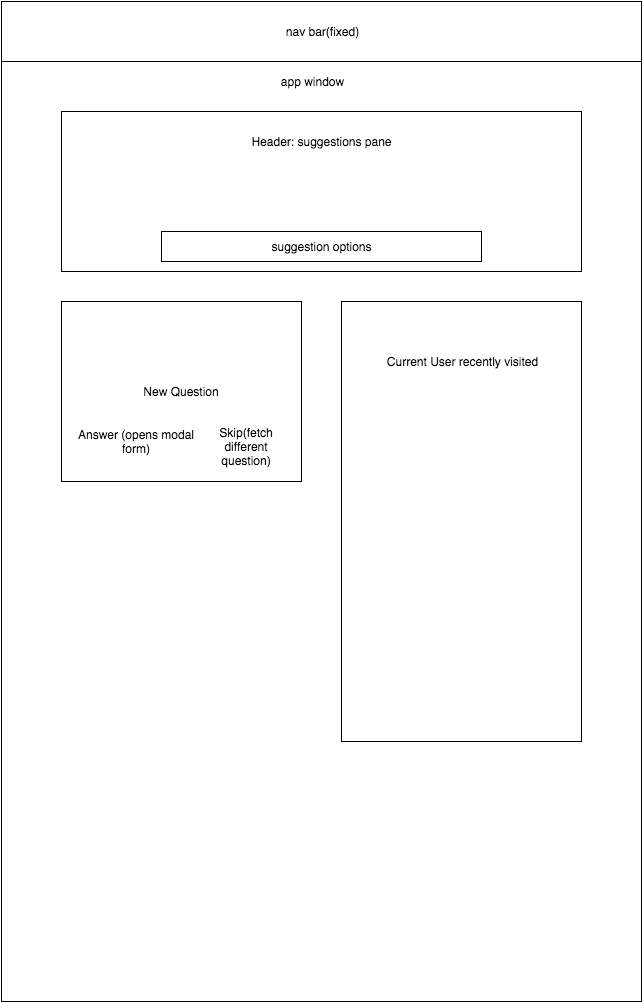 nav bar(fixed)
app window
Header: suggestions pane
suggestion options
New Question
Answer (opens modal
form)
Skip(fetch
different
question)
Current User recently visited